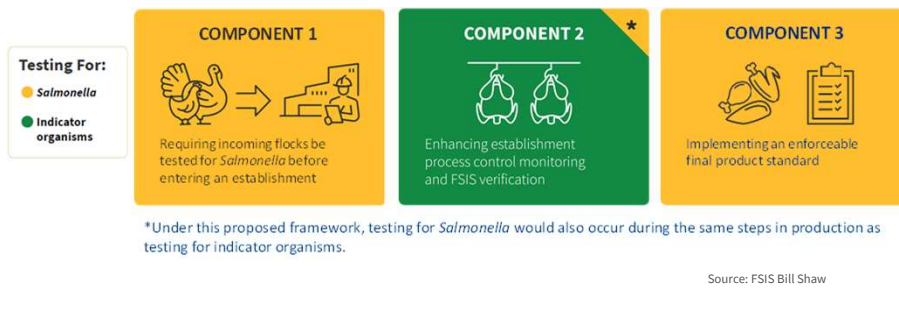 Testing For:
Salmonella
Indicator
organisms
COMPONENT 1
Requiring incoming flocks be
tested for Salmonella before
entering an establishment
COMPONENT 2
*
Enhancing establishment
process control monitoring
and FSIS verification
COMPONENT 3
Implementing an enforceable
final product standard
*Under this proposed framework, testing for Salmonella would also occur during the same steps in production as
testing for indicator organisms.
Source: FSIS Bill Shaw